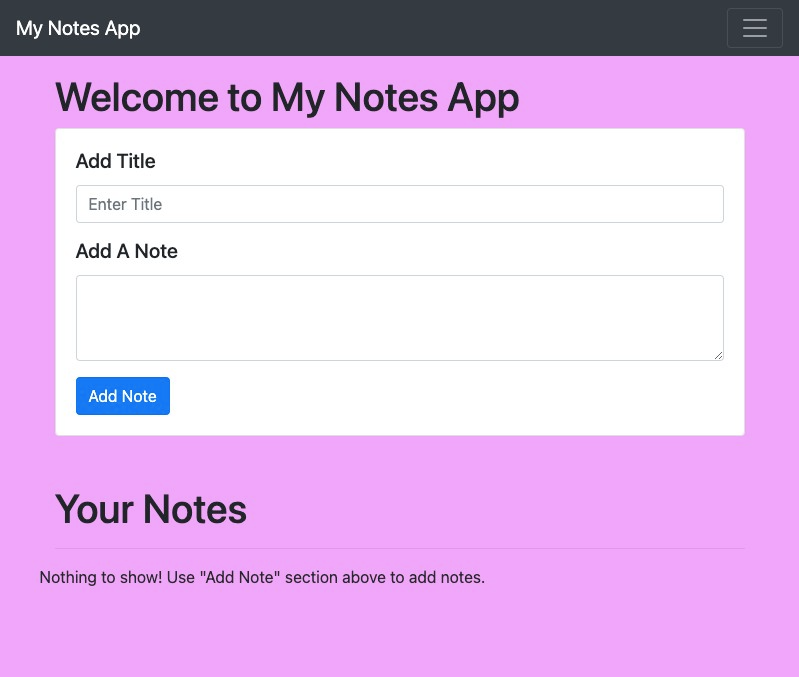 My Notes App
Welcome to My Notes App
Add Title
Enter Title
Add A Note
Add Note
Your Notes
Nothing to show! Use "Add Note" section above to add notes.